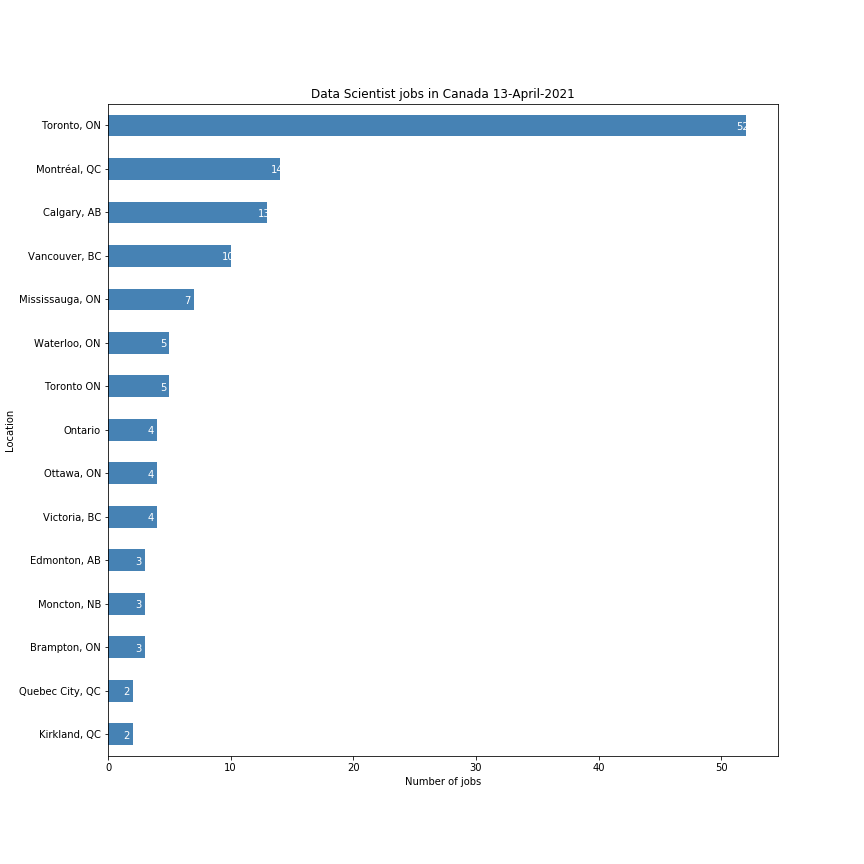 Data Scientist jobs in Canada 13-April-2021
Toronto, ON 52
Montréal, QC 14
Calgary, AB 13
Vancouver, BC 10
Mississauga, ON 7
Waterloo, ON 5
Toronto ON 5
Ontario 4
Ottawa, ON 4
Victoria, BC 4
Edmonton, AB 3
Moncton, NB 3
Brampton, ON 3
Quebec City, QC 2
Kirkland, QC 2
Location
0 10 20 30 40 50
Number of jobs